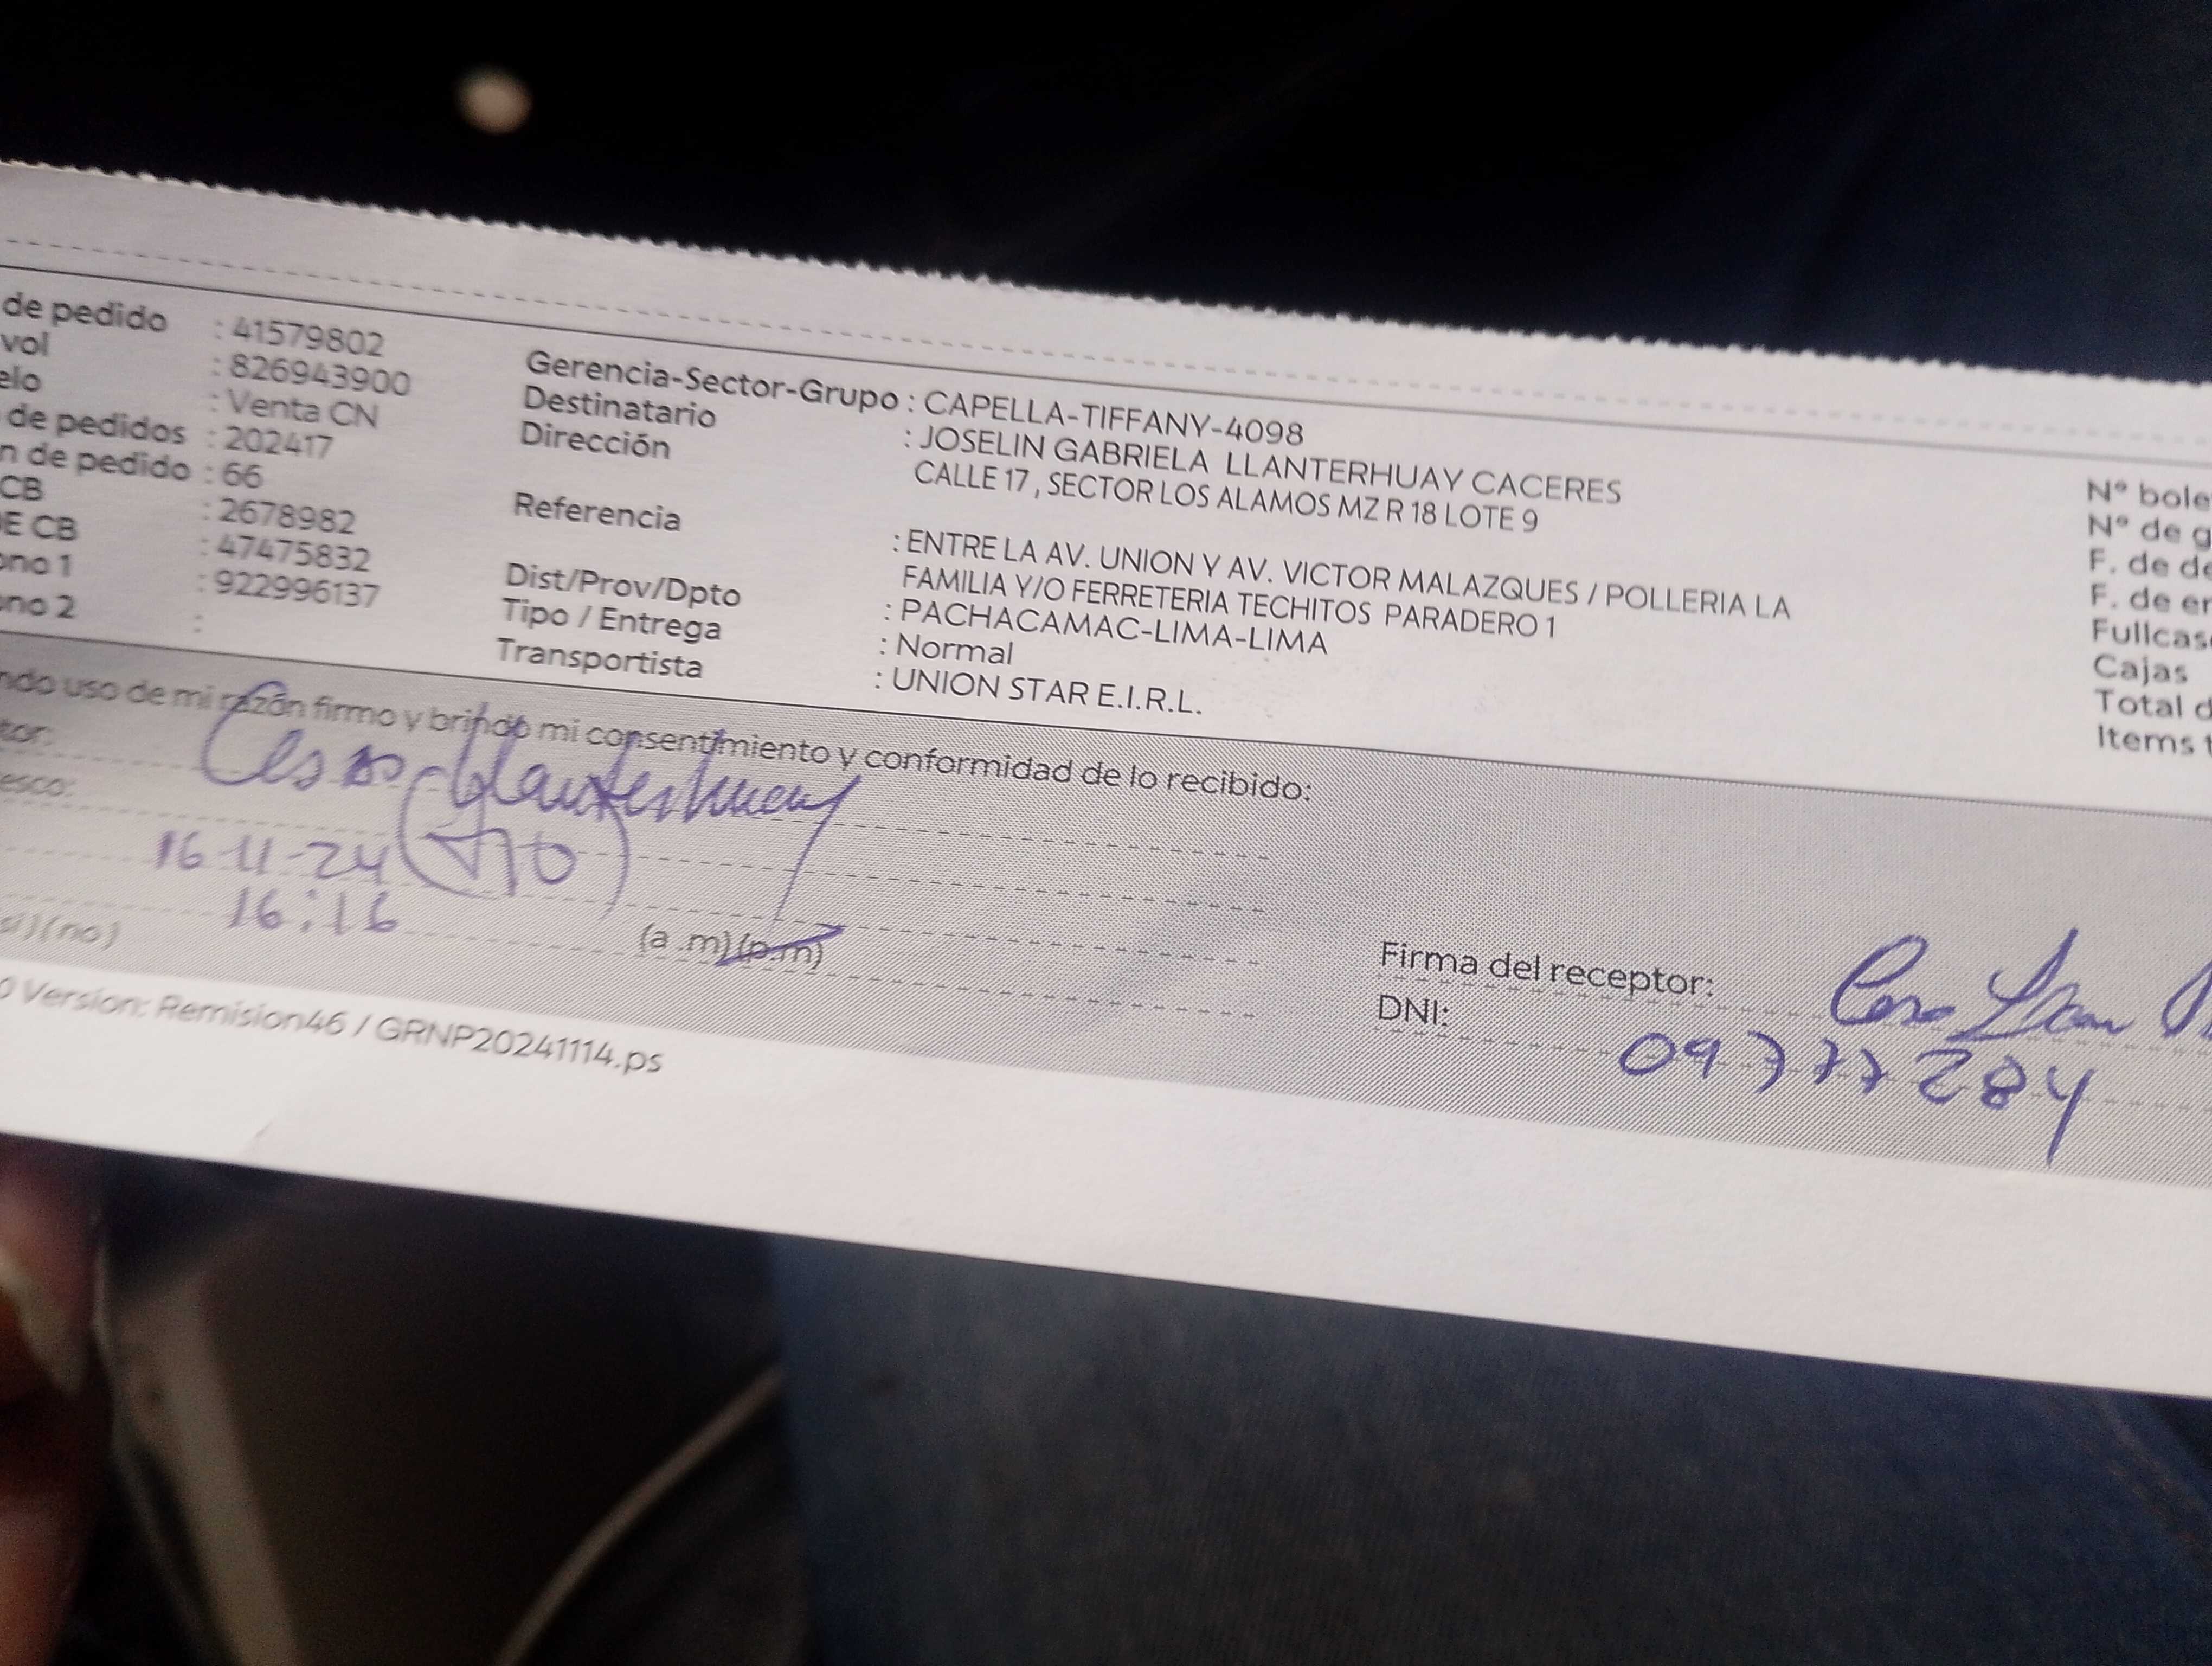 de pedido : 41579802
vol : 826943900
elo : Venta CN
de pedidos : 202417
n de pedido : 66
CB : 2678982
E CB : 47475832
ono 1 : 922996137
ono 2 :
Gerencia-Sector-Grupo : CAPELLA-TIFFANY-4098
Destinatario : JOSELIN GABRIELA LLANTERHUAY CACERES
Dirección CALLE 17, SECTOR LOS ALAMOS MZ R 18 LOTE 9
Referencia : ENTRE LA AV. UNION Y AV. VICTOR MALAZQUES / POLLERIA LA
FAMILIA Y/O FERRETERIA TECHITOS PARADERO 1
Dist/Prov/Dpto : PACHACAMAC-LIMA-LIMA
Tipo / Entrega : Normal
Transportista : UNION STAR E.I.R.L.
N° bole
N° de g
F. de de
F. de en
Fullcas
Cajas
Total d
Items t
ndo uso de mi razón firmo y brindo mi consentimiento y conformidad de lo recibido:
tor: Llanterhuay
esco: (TIO)
16-11-24
16:16 (a.m)(p.m)
si)(no)
Firma del receptor:
DNI: 09777284
Version: Remision46 / GRNP20241114.ps